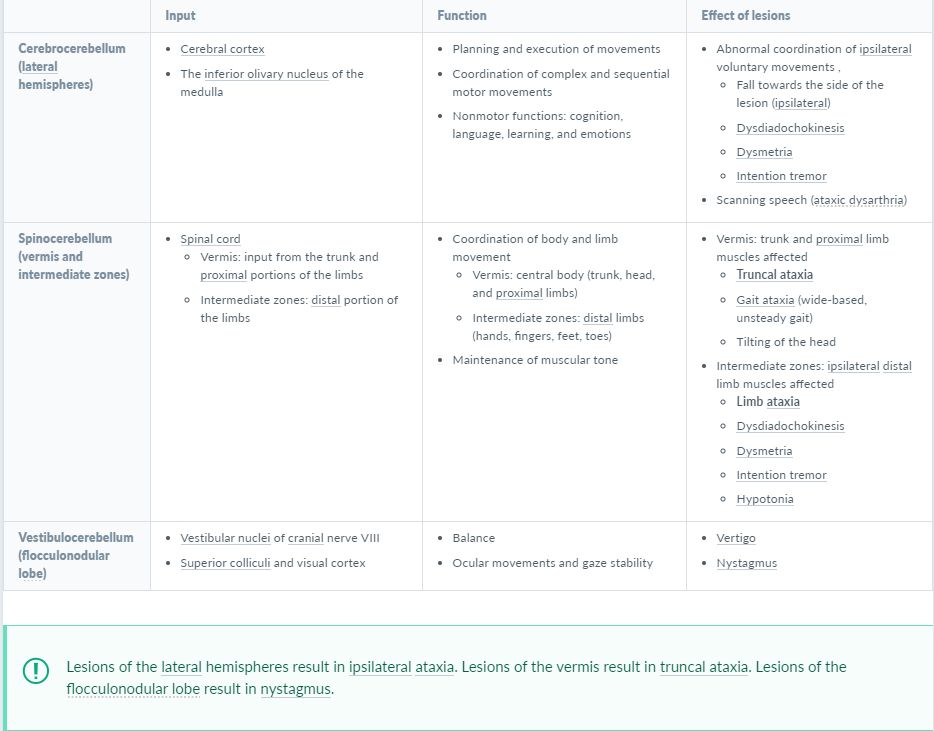 Input
Function
Effect of lesions
Cerebrocerebellum
(lateral
hemispheres)
• Cerebral cortex
• The inferior olivary nucleus of the
medulla
• Planning and execution of movements
• Coordination of complex and sequential
motor movements
• Nonmotor functions: cognition,
language, learning, and emotions
• Abnormal coordination of ipsilateral
voluntary movements ,
◦ Fall towards the side of the
lesion (ipsilateral)
◦ Dysdiadochokinesis
◦ Dysmetria
◦ Intention tremor
• Scanning speech (ataxic dysarthria)
Spinocerebellum
(vermis and
intermediate zones)
• Spinal cord
◦ Vermis: input from the trunk and
proximal portions of the limbs
◦ Intermediate zones: distal portion of
the limbs
• Coordination of body and limb
movement
◦ Vermis: central body (trunk, head,
and proximal limbs)
◦ Intermediate zones: distal limbs
(hands, fingers, feet, toes)
• Maintenance of muscular tone
• Vermis: trunk and proximal limb
muscles affected
◦ Truncal ataxia
◦ Gait ataxia (wide-based,
unsteady gait)
◦ Tilting of the head
• Intermediate zones: ipsilateral distal
limb muscles affected
◦ Limb ataxia
◦ Dysdiadochokinesis
◦ Dysmetria
◦ Intention tremor
◦ Hypotonia
Vestibulocerebellum
(flocculonodular
lobe)
• Vestibular nuclei of cranial nerve VIII
• Superior colliculi and visual cortex
• Balance
• Ocular movements and gaze stability
• Vertigo
• Nystagmus
Lesions of the lateral hemispheres result in ipsilateral ataxia. Lesions of the vermis result in truncal ataxia. Lesions of the
flocculonodular lobe result in nystagmus.